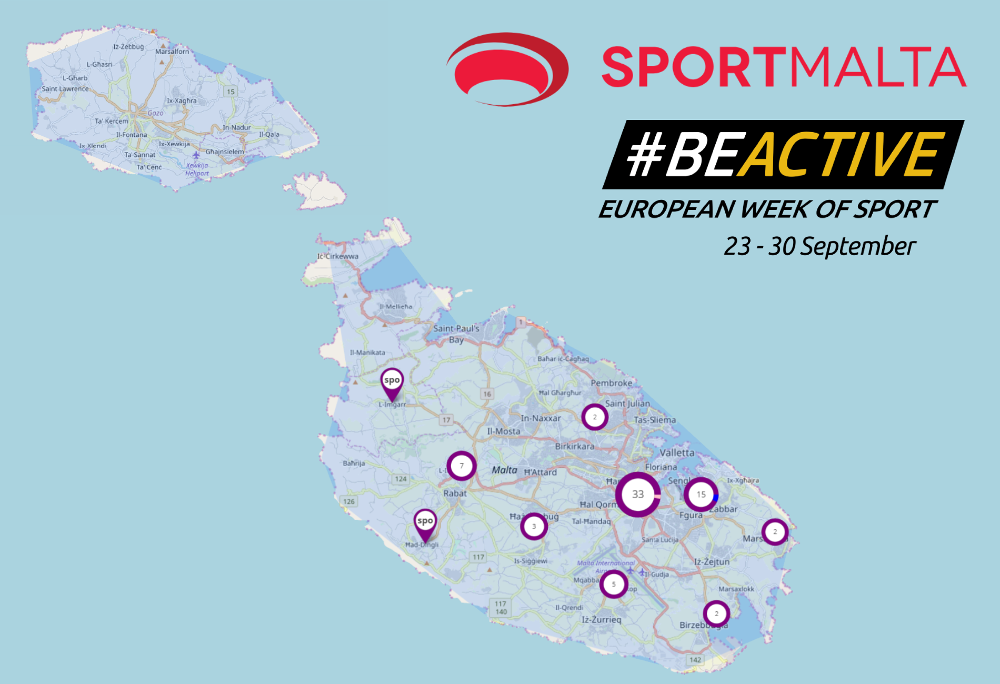 SPORTMALTA
#BEACTIVE
EUROPEAN WEEK OF SPORT
23 - 30 September
Iż-Żebbuġ
Marsalforn
L-Għasri
L-Għarb
Saint Lawrence
15
Ix-Xagħra
Gozo
Ta' Kerċem
In-Nadur
Il-Fontana
Il-Qala
Ix-Xlendi
Ix-Xewkija
Għajnsielem
Ta' Sannat
Ta' Ċenċ
Xewkija
Heliport
Iċ-Ċirkewwa
Il-Mellieħa
1
Saint Paul's
Bay
Il-Manikata
Baħar iċ-Ċagħaq
spo
Pembroke
16
Ħal Għargħur
L-Imġarr
Saint Julian
17
In-Naxxar
2
Tas-Sliema
Il-Mosta
Birkirkara
Valletta
Baħrija
7
Malta
Ħ'Attard
Floriana
124
Rabat
33
15
Ix-Xgħajra
126
Ħal Qorm
Żabbar
Fgura
spo
Tal-Ħandaq
3
2
Santa Luċija
Ħad-Dingli
117
Is-Siġġiewi
Malta International
Iż-Żejtun
Il-Gudja
Mqabba
5
Marsaxlokk
117
140
Il-Qrendi
Iż-Żurrieq
2
142